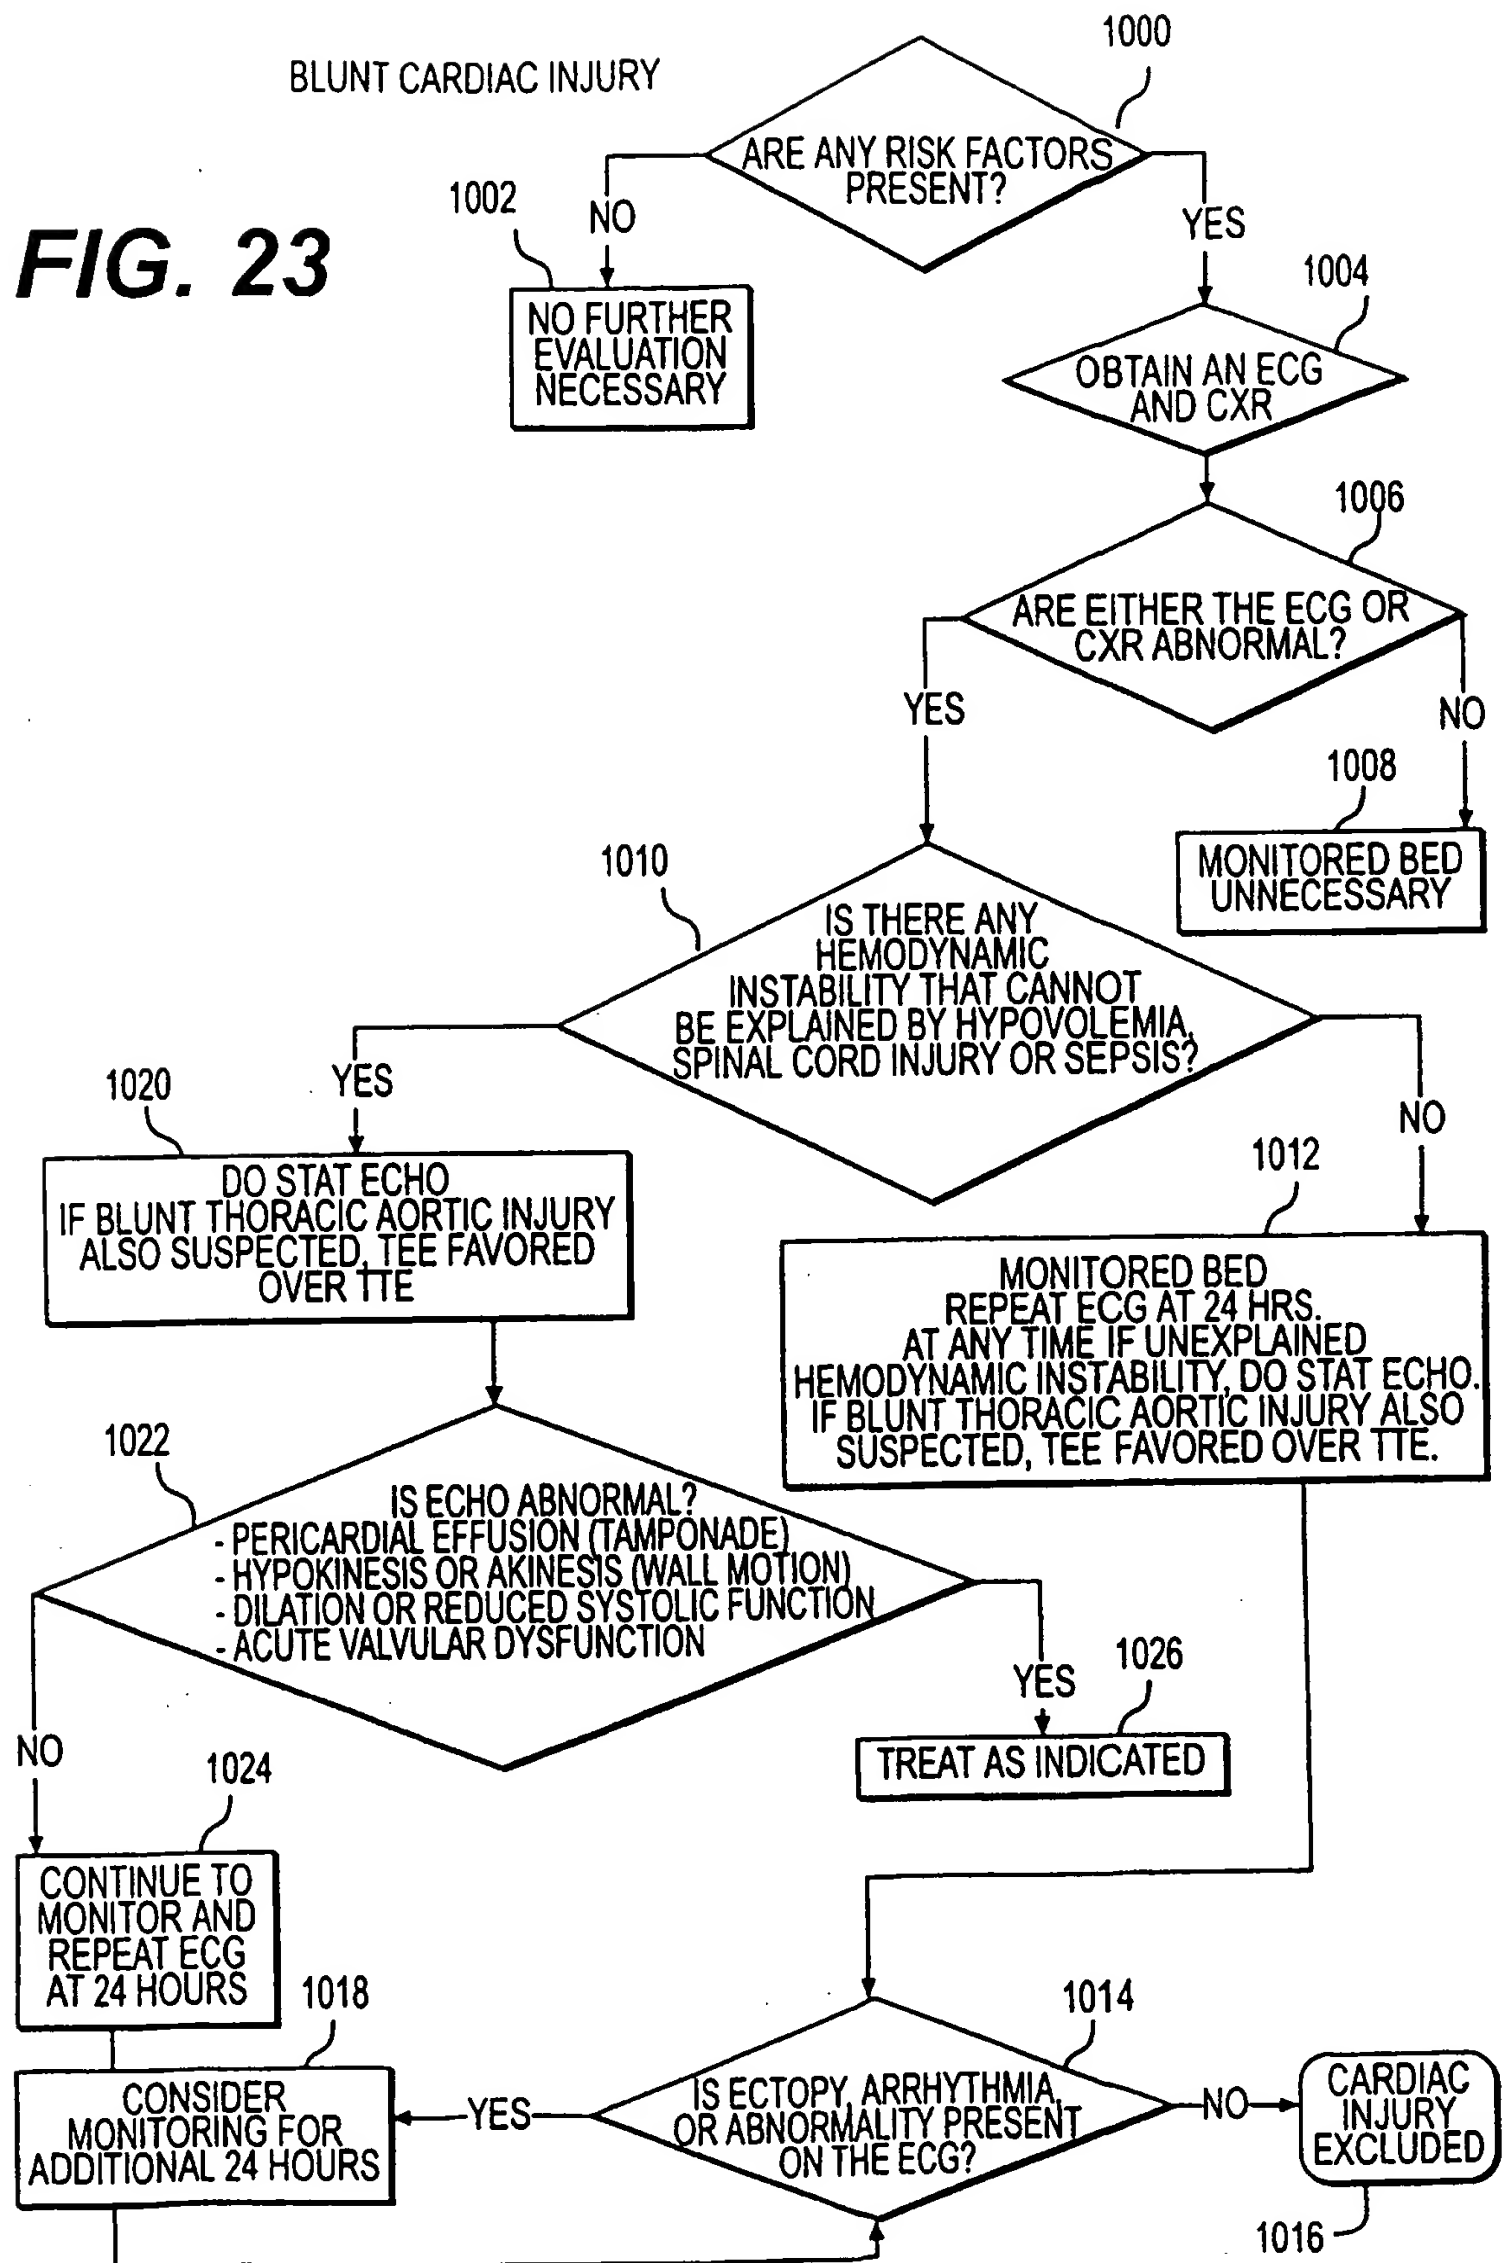 BLUNT CARDIAC INJURY
FIG. 23
1000
ARE ANY RISK FACTORS
PRESENT?
NO
YES
1002
NO FURTHER
EVALUATION
NECESSARY
1004
OBTAIN AN ECG
AND CXR
1006
ARE EITHER THE ECG OR
CXR ABNORMAL?
YES
NO
1008
MONITORED BED
UNNECESSARY
1010
IS THERE ANY
HEMODYNAMIC
INSTABILITY THAT CANNOT
BE EXPLAINED BY HYPOVOLEMIA,
SPINAL CORD INJURY OR SEPSIS?
YES
NO
1020
DO STAT ECHO
IF BLUNT THORACIC AORTIC INJURY
ALSO SUSPECTED, TEE FAVORED
OVER TTE
1012
MONITORED BED
REPEAT ECG AT 24 HRS.
AT ANY TIME IF UNEXPLAINED
HEMODYNAMIC INSTABILITY, DO STAT ECHO.
IF BLUNT THORACIC AORTIC INJURY ALSO
SUSPECTED, TEE FAVORED OVER TTE.
1022
IS ECHO ABNORMAL?
- PERICARDIAL EFFUSION (TAMPONADE)
- HYPOKINESIS OR AKINESIS (WALL MOTION)
- DILATION OR REDUCED SYSTOLIC FUNCTION
- ACUTE VALVULAR DYSFUNCTION
YES
NO
1026
TREAT AS INDICATED
1024
CONTINUE TO
MONITOR AND
REPEAT ECG
AT 24 HOURS
1018
CONSIDER
MONITORING FOR
ADDITIONAL 24 HOURS
YES
1014
IS ECTOPY, ARRHYTHMIA,
OR ABNORMALITY PRESENT
ON THE ECG?
NO
CARDIAC
INJURY
EXCLUDED
1016